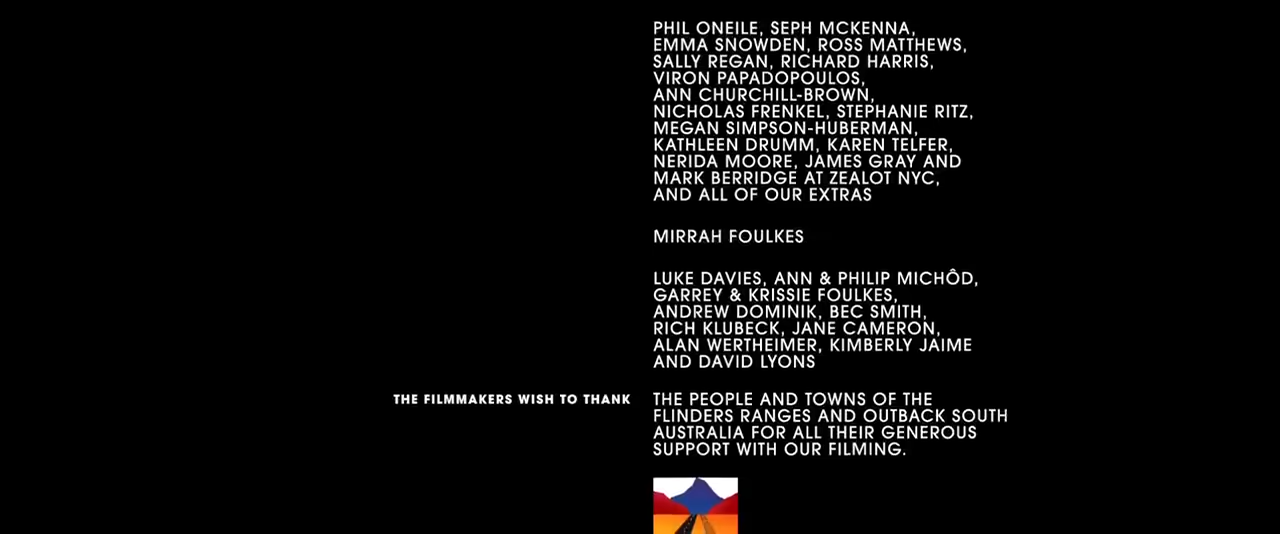 PHIL ONEILE, SEPH MCKENNA,
EMMA SNOWDEN, ROSS MATTHEWS,
SALLY REGAN, RICHARD HARRIS,
VIRON PAPADOPOULOS,
ANN CHURCHILL-BROWN,
NICHOLAS FRENKEL, STEPHANIE RITZ,
MEGAN SIMPSON-HUBERMAN,
KATHLEEN DRUMM, KAREN TELFER,
NERIDA MOORE, JAMES GRAY AND
MARK BERRIDGE AT ZEALOT NYC,
AND ALL OF OUR EXTRAS
MIRRAH FOULKES
LUKE DAVIES, ANN & PHILIP MICHÔD,
GARREY & KRISSIE FOULKES,
ANDREW DOMINIK, BEC SMITH,
RICH KLUBECK, JANE CAMERON,
ALAN WERTHEIMER, KIMBERLY JAIME
AND DAVID LYONS
THE FILMMAKERS WISH TO THANK THE PEOPLE AND TOWNS OF THE
FLINDERS RANGES AND OUTBACK SOUTH
AUSTRALIA FOR ALL THEIR GENEROUS
SUPPORT WITH OUR FILMING.